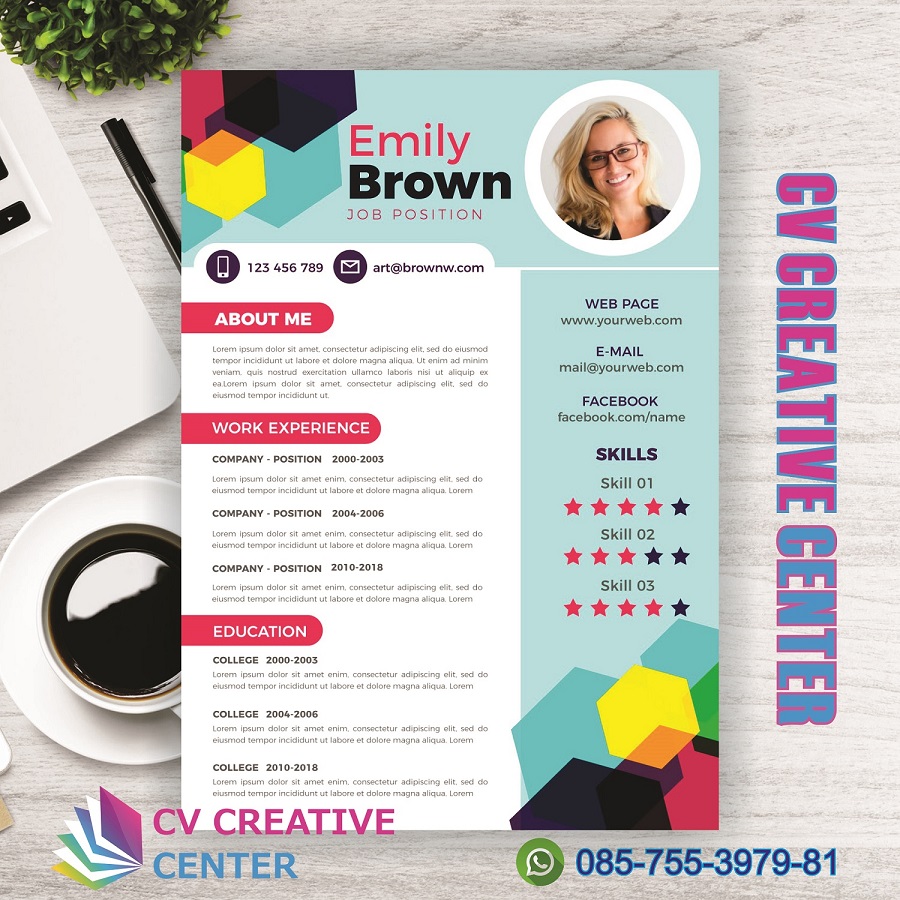 Emily
Brown
JOB POSITION
123 456 789
art@brownw.com
ABOUT ME
Lorem ipsum dolor sit amet, consectetur adipiscing elit, sed do eiusmod
tempor incididunt ut labore et dolore magna aliqua. Ut enim ad minim
veniam, quis nostrud exercitation ullamco laboris nisi ut aliquip ex
ea.Lorem ipsum dolor sit amet, consectetur adipiscing elit, sed do
eiusmod tempor incididunt ut.
WORK EXPERIENCE
COMPANY - POSITION 2000-2003
Lorem ipsum dolor sit amet enim, consectetur adipiscing elit, sed do
eiusmod tempor incididunt ut labore et dolore magna aliqua. Lorem
COMPANY - POSITION 2004-2006
Lorem ipsum dolor sit amet enim, consectetur adipiscing elit, sed do
eiusmod tempor incididunt ut labore et dolore magna aliqua. Lorem
COMPANY - POSITION 2010-2018
Lorem ipsum dolor sit amet enim, consectetur adipiscing elit, sed do
eiusmod tempor incididunt ut labore et dolore magna aliqua. Lorem
EDUCATION
COLLEGE 2000-2003
Lorem ipsum dolor sit amet enim, consectetur adipiscing elit, sed do
eiusmod tempor incididunt ut labore et dolore magna aliqua. Lorem
COLLEGE 2004-2006
Lorem ipsum dolor sit amet enim, consectetur adipiscing elit, sed do
eiusmod tempor incididunt ut labore et dolore magna aliqua. Lorem
COLLEGE 2010-2018
Lorem ipsum dolor sit amet enim, consectetur adipiscing elit, sed do
eiusmod tempor incididunt ut labore et dolore magna aliqua. Lorem
WEB PAGE
www.yourweb.com
E-MAIL
mail@yourweb.com
FACEBOOK
facebook.com/name
SKILLS
Skill 01
Skill 02
Skill 03
CV CREATIVE CENTER
CV CREATIVE
CENTER
085-755-3979-81